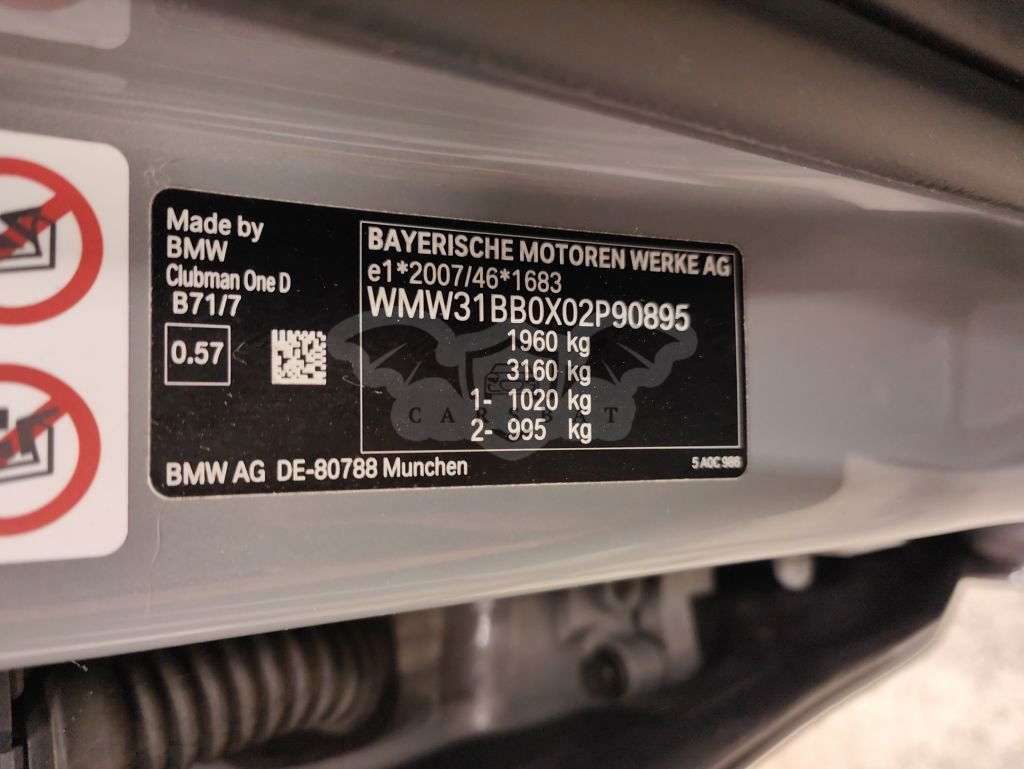 Made by
BMW
Clubman One D
B71/7
0.57
BAYERISCHE MOTOREN WERKE AG
e1*2007/46*1683
WMW31BB0X02P90895
1960 kg
3160 kg
1- 1020 kg
2- 995 kg
CARSBAT
BMW AG DE-80788 Munchen
5 A0C 986